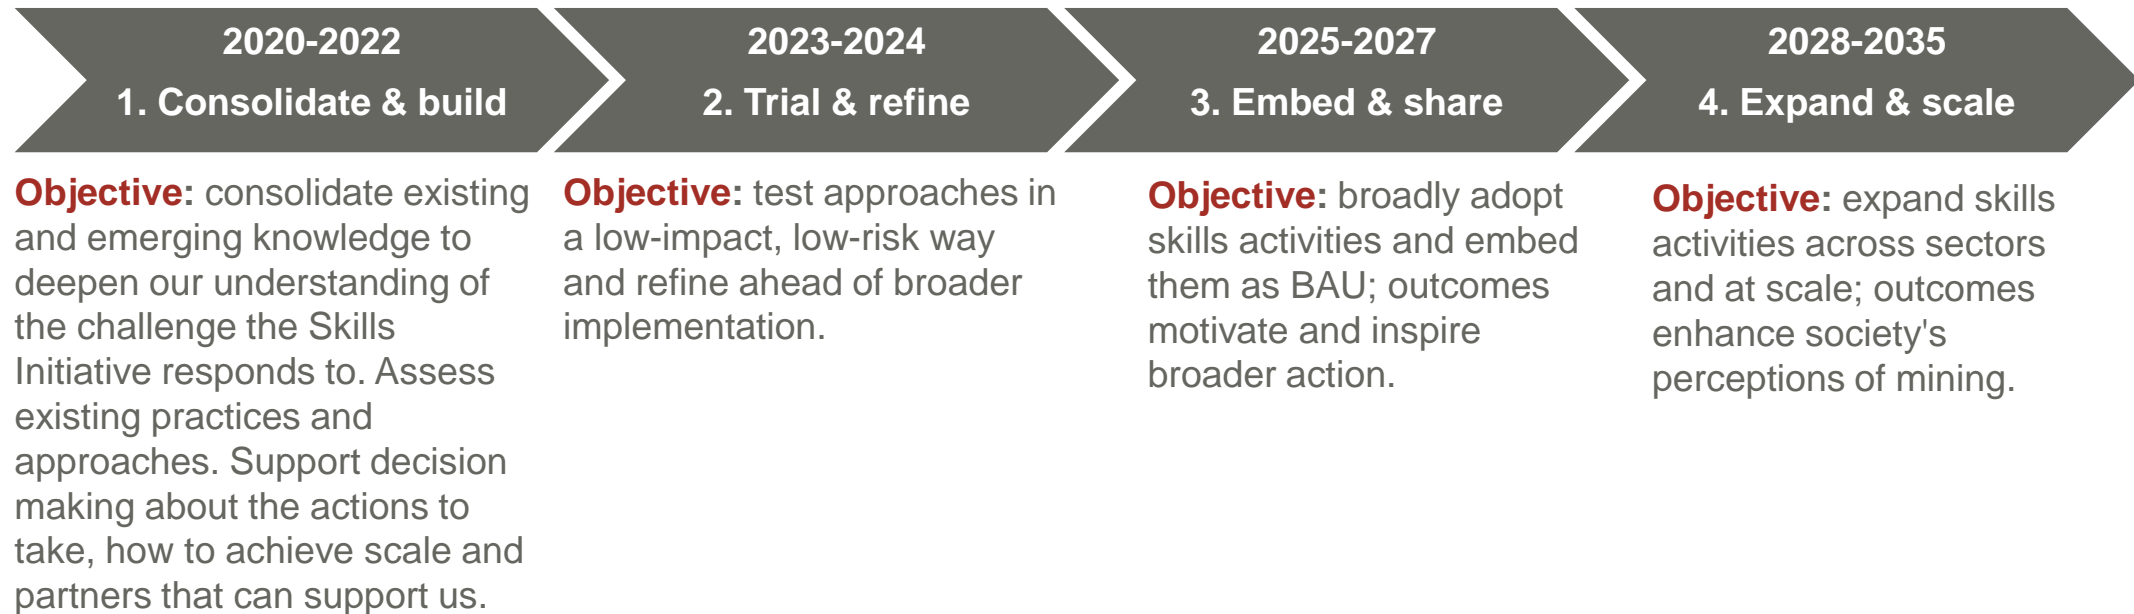 2020-2022
1. Consolidate & build
Objective: consolidate existing
and emerging knowledge to
deepen our understanding of
the challenge the Skills
Initiative responds to. Assess
existing practices and
approaches. Support decision
making about the actions to
take, how to achieve scale and
partners that can support us.
2023-2024
2. Trial & refine
Objective: test approaches in
a low-impact, low-risk way
and refine ahead of broader
implementation.
2025-2027
3. Embed & share
Objective: broadly adopt
skills activities and embed
them as BAU; outcomes
motivate and inspire
broader action.
2028-2035
4. Expand & scale
Objective: expand skills
activities across sectors
and at scale; outcomes
enhance society's
perceptions of mining.